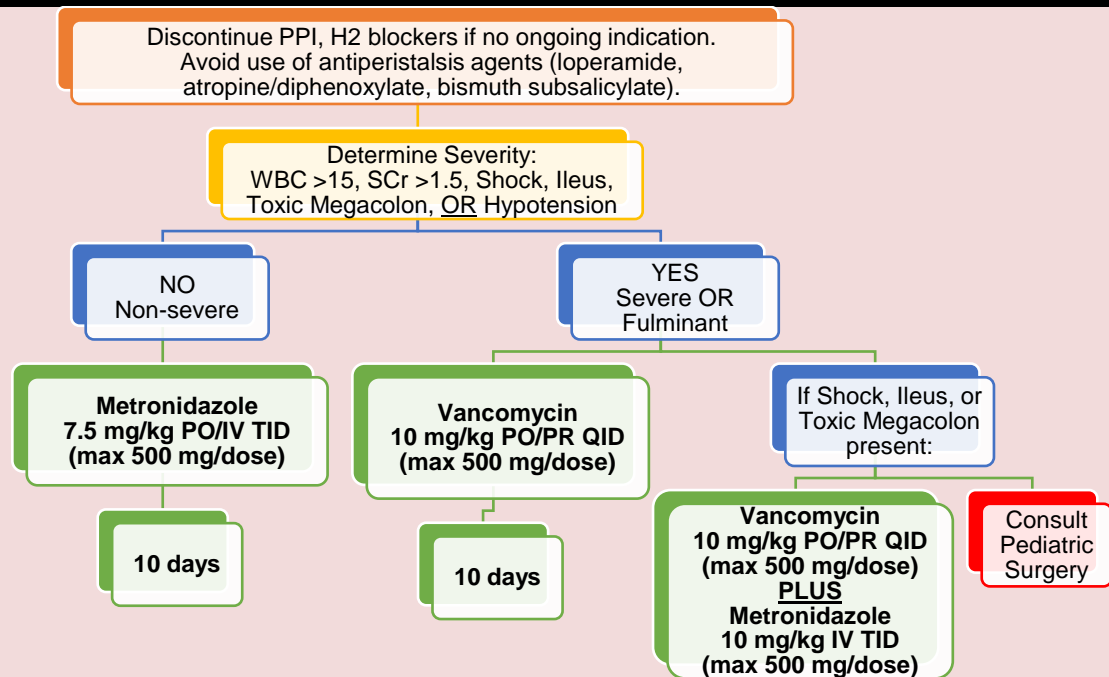 Discontinue PPI, H2 blockers if no ongoing indication.
Avoid use of antiperistalsis agents (loperamide,
atropine/diphenoxylate, bismuth subsalicylate).
Determine Severity:
WBC >15, SCr >1.5, Shock, Ileus,
Toxic Megacolon, OR Hypotension
NO
Non-severe
YES
Severe OR
Fulminant
Metronidazole
7.5 mg/kg PO/IV TID
(max 500 mg/dose)
Vancomycin
10 mg/kg PO/PR QID
(max 500 mg/dose)
If Shock, Ileus, or
Toxic Megacolon
present:
10 days
10 days
Vancomycin
10 mg/kg PO/PR QID
(max 500 mg/dose)
PLUS
Metronidazole
10 mg/kg IV TID
(max 500 mg/dose)
Consult
Pediatric
Surgery